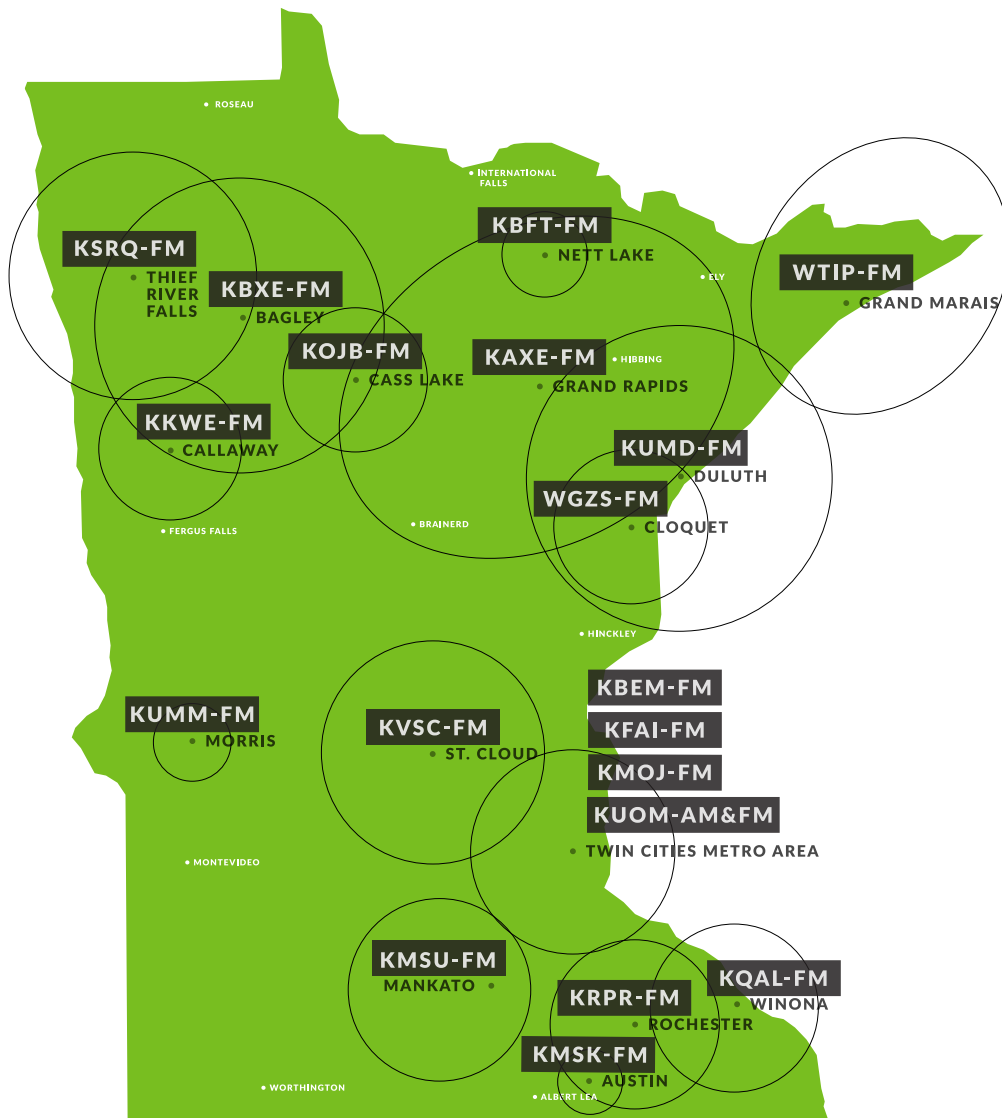 ROSEAU
INTERNATIONAL
FALLS
KBFT-FM
NETT LAKE
KSRQ-FM
THIEF
RIVER
FALLS
KBXE-FM
BAGLEY
ELY
WTIP-FM
GRAND MARAIS
KOJB-FM
CASS LAKE
KAXE-FM
GRAND RAPIDS
HIBBING
KKWE-FM
CALLAWAY
KUMD-FM
DULUTH
WGZS-FM
CLOQUET
FERGUS FALLS
BRAINERD
HINCKLEY
KBEM-FM
KFAI-FM
KMOJ-FM
KUOM-AM&FM
TWIN CITIES METRO AREA
KUMM-FM
MORRIS
KVSC-FM
ST. CLOUD
MONTEVIDEO
KMSU-FM
MANKATO
KRPR-FM
ROCHESTER
KQAL-FM
WINONA
KMSK-FM
AUSTIN
WORTHINGTON
ALBERT LEA